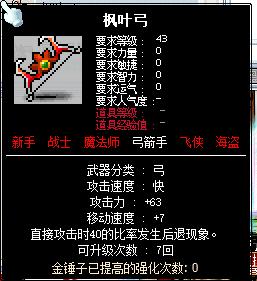 枫叶弓
要求等级 : 43
要求力量 : 0
要求敏捷 : 0
要求智力 : 0
要求运气 : 0
要求人气度 : -
道具等级 : -
道具经验值 : -
新手 战士 魔法师 弓箭手 飞侠 海盗
武器分类 : 弓
攻击速度 : 快
攻击力 : +63
移动速度 : +7
直接攻击时40的比率发生后退现象。
可升级次数 : 7回
金锤子已提高的强化次数: 0